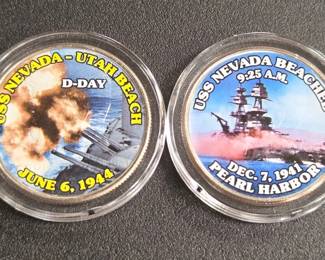 USS NEVADA - UTAH BEACH
D-DAY
JUNE 6, 1944
USS NEVADA BEACHED
9:25 A.M.
DEC. 7, 1941
PEARL HARBOR